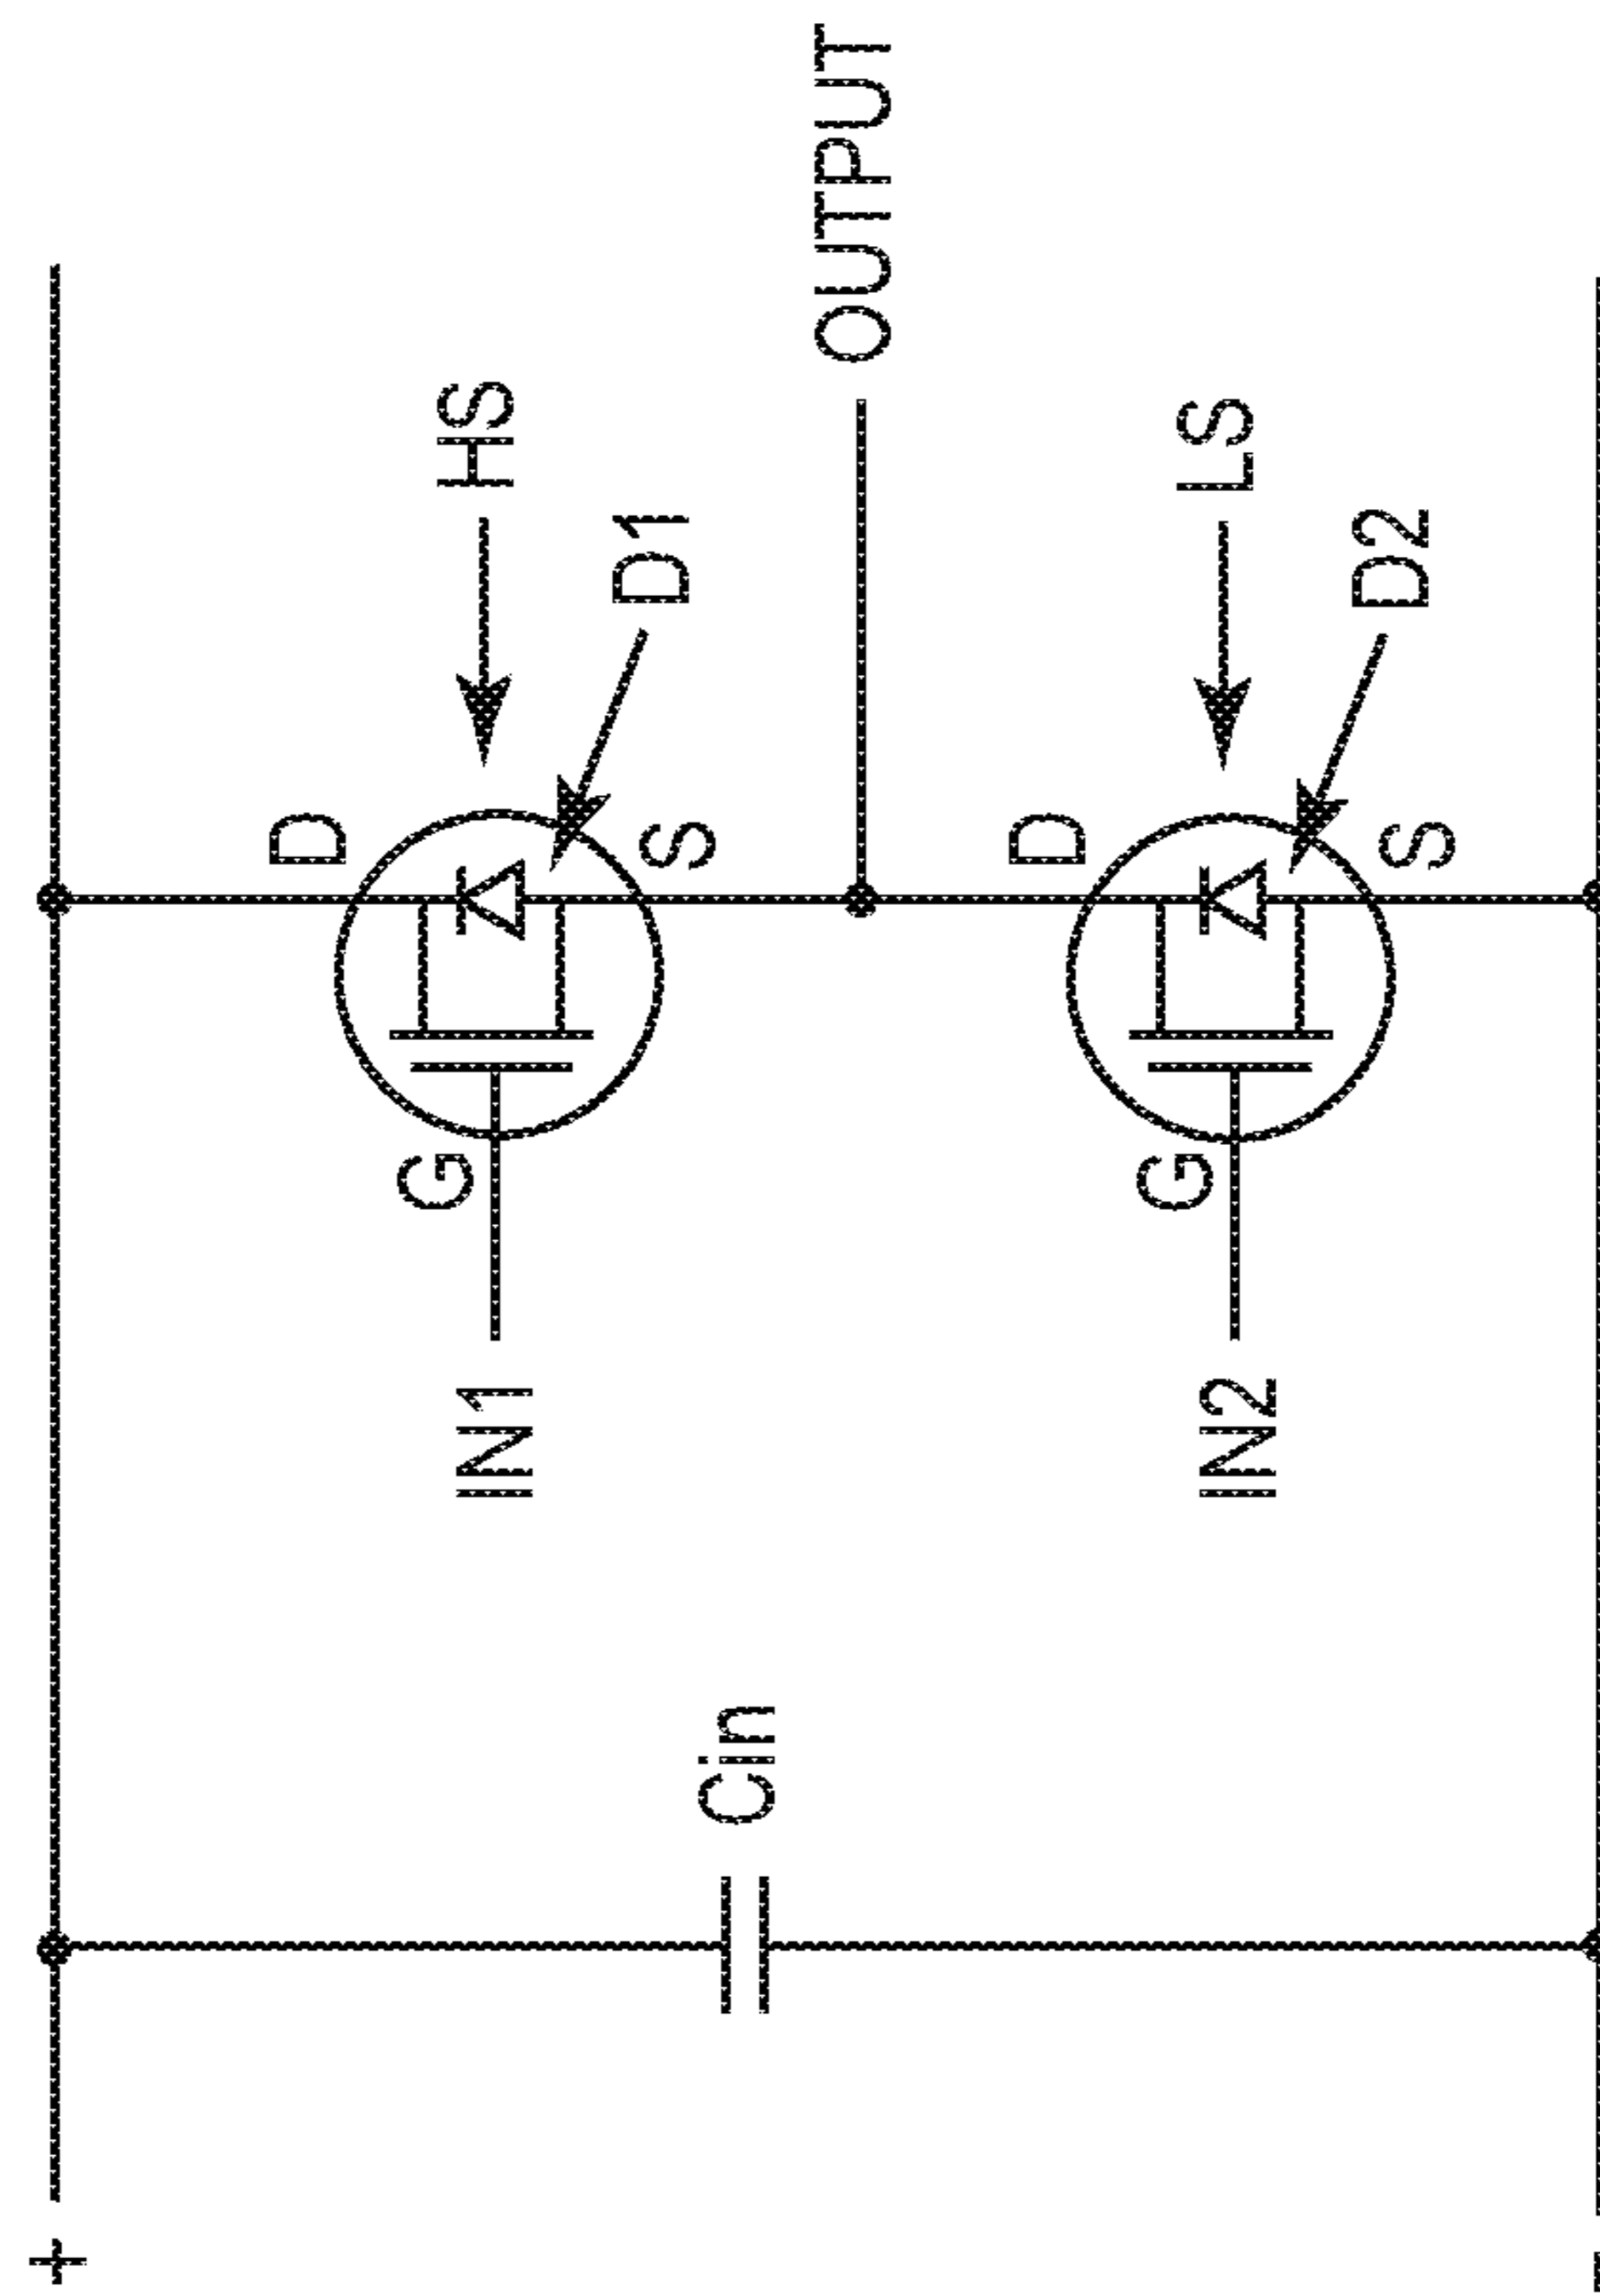 +
D
G
HS
IN1
D1
S
Cin
OUTPUT
D
G
LS
IN2
D2
S
-